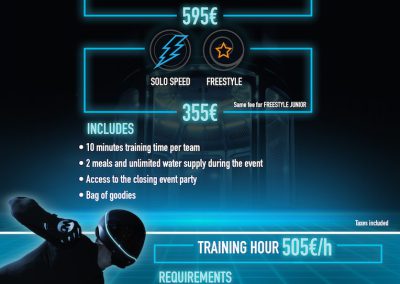 595€
SOLO SPEED
FREESTYLE
Same fee for FREESTYLE JUNIOR
355€
INCLUDES
• 10 minutes training time per team
• 2 meals and unlimited water supply during the event
• Access to the closing event party
• Bag of goodies
Taxes included
TRAINING HOUR 505€/h
REQUIREMENTS